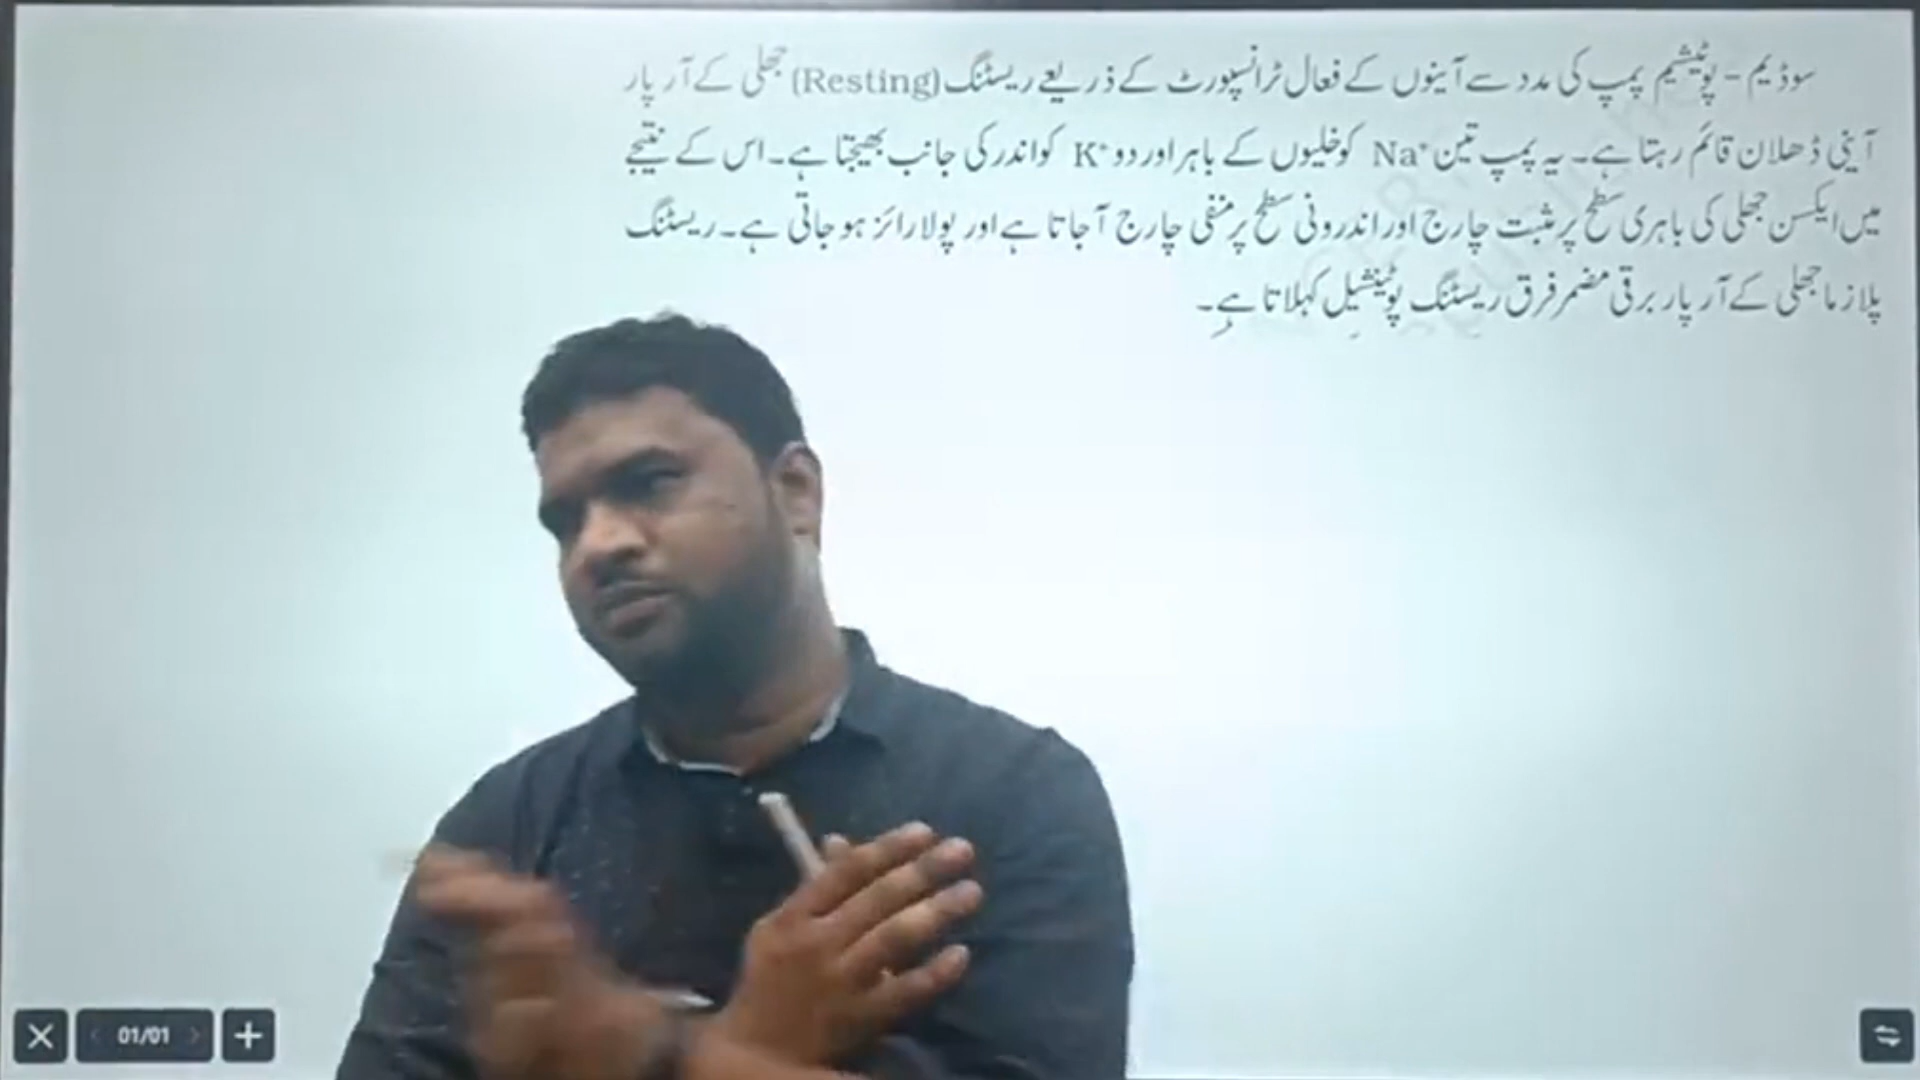 سوڈیم - پوٹیشیم پمپ کی مدد سے آینوں کے فعال ٹرانسپورٹ کے ذریعے ریسٹنگ (Resting) جھلی کے آر پار
آینی ڈھلان قائم رہتا ہے۔ یہ پمپ تین Na⁺ کو خلیوں کے باہر اور دو K⁺ کو اندر کی جانب بھیجتا ہے۔ اس کے نتیجے
میں ایکسن جھلی کی باہری سطح پر مثبت چارج اور اندرونی سطح پر منفی چارج آ جاتا ہے اور پولارائز ہو جاتی ہے۔ ریسٹنگ
پلازما جھلی کے آر پار برقی مضمر فرق ریسٹنگ پوٹینشیل کہلاتا ہے۔
01/01